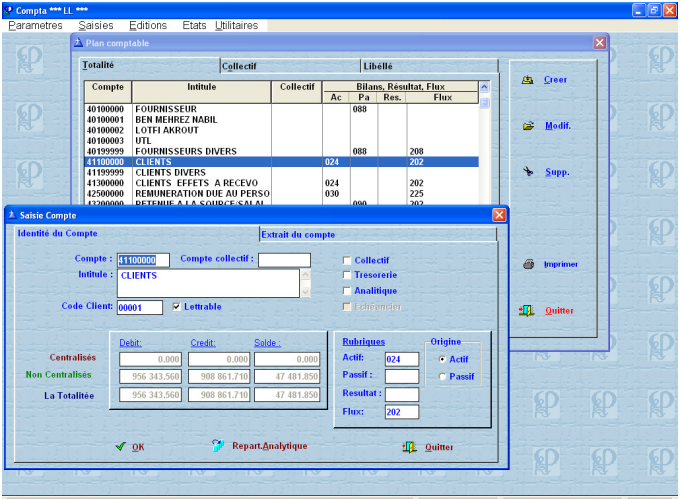 Compta *** LL ***
Parametres Saisies Editions Etats Utilitaires
Plan comptable
Totalité Collectif Libéllé
Compte Intitule Collectif Bilans, Résultat, Flux
Ac Pa Res. Flux
40100000 FOURNISSEUR 088
40100001 BEN MEHREZ NABIL
40100002 LOTFI AKROUT
40100003 UTL
40199999 FOURNISSEURS DIVERS 088 208
41100000 CLIENTS 024 202
41199999 CLIENTS DIVERS
41300000 CLIENTS EFFETS A RECEVO 024 202
42500000 REMUNERATION DUE AU PERSO 030 225
43200000 RETENUE A LA SOURCE/SALAI 090 202
Creer
Modif.
Supp.
Imprimer
Quitter
Saisie Compte
Identité du Compte Extrait du compte
Compte : 41100000 Compte collectif :
Intitule : CLIENTS
Code Client: 00001 Lettrable
Collectif
Tresorerie
Analitique
Echéancier
Debit: Credit: Solde :
Centralisés 0.000 0.000 0.000
Non Centralisés 956 343.560 908 861.710 47 481.850
La Totalitée 956 343.560 908 861.710 47 481.850
Rubriques Origine
Actif: 024 Actif
Passif : Passif
Resultat :
Flux: 202
OK Repart.Analytique Quitter